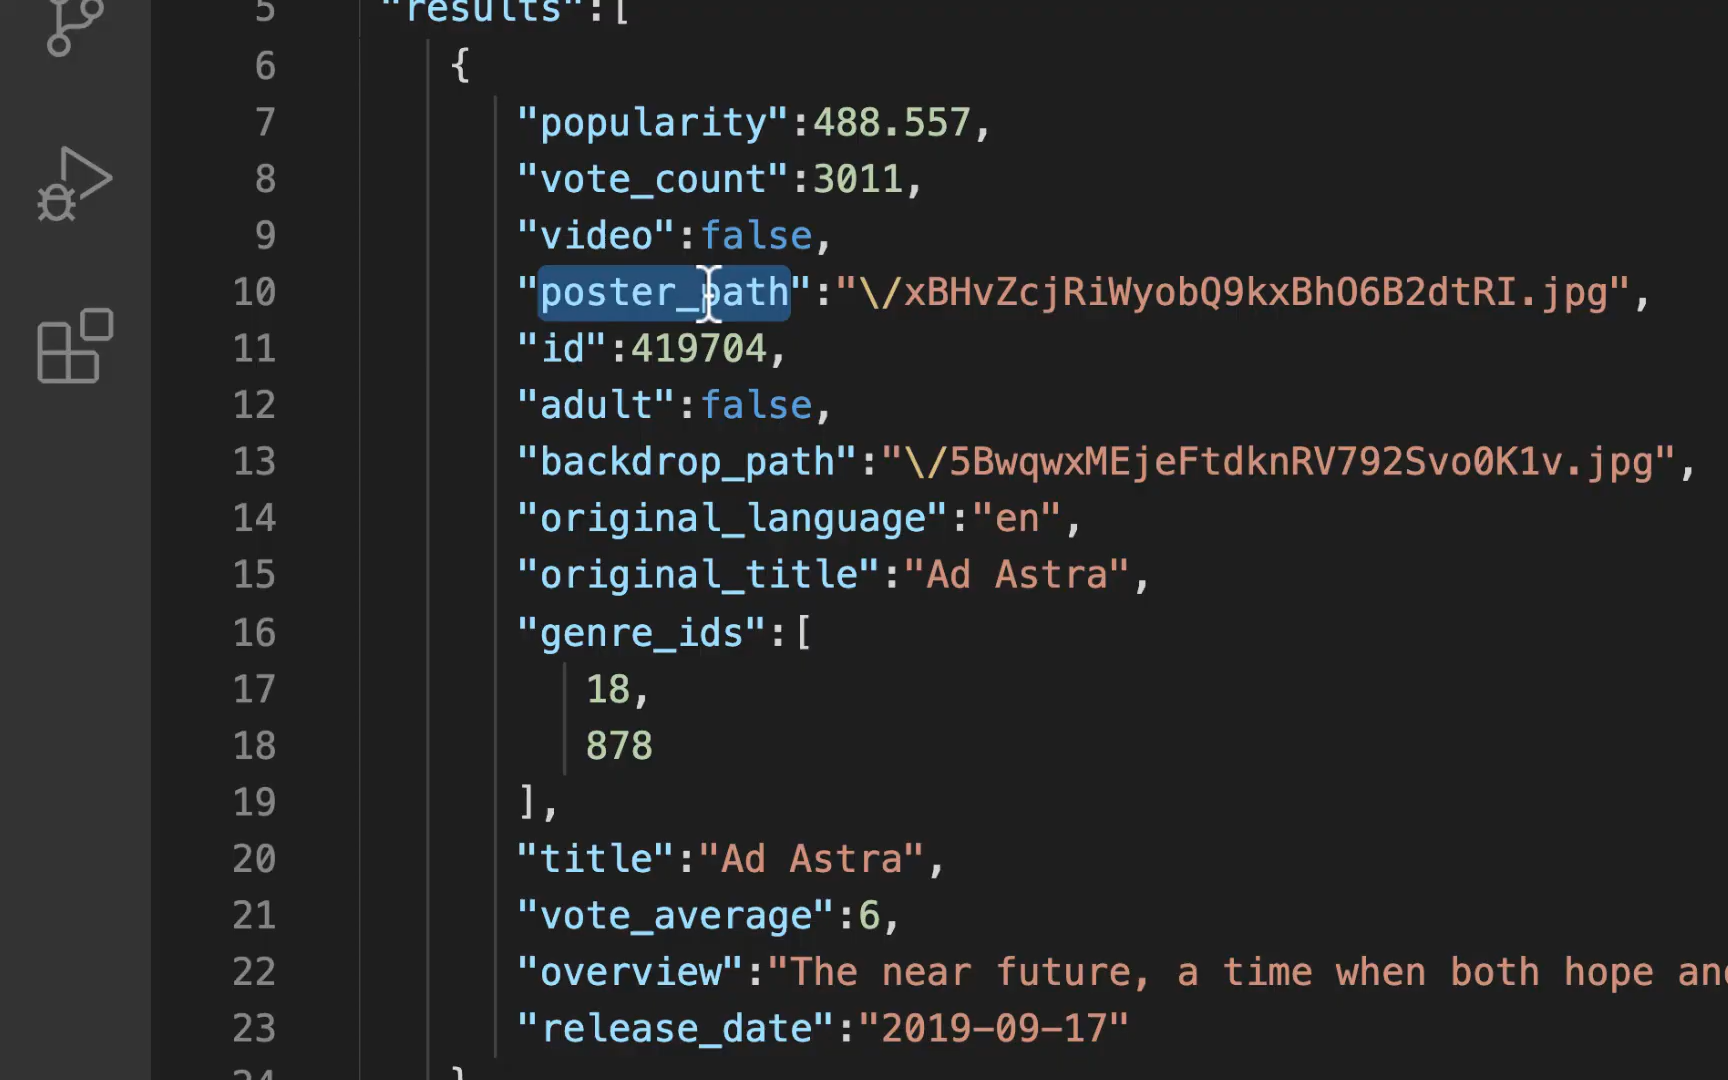 5 "results":[
6 {
7 "popularity":488.557,
8 "vote_count":3011,
9 "video":false,
10 "poster_path":"\/xBHvZcjRiWyobQ9kxBhO6B2dtRI.jpg",
11 "id":419704,
12 "adult":false,
13 "backdrop_path":"\/5BwqwxMEjeFtdknRV792Svo0K1v.jpg",
14 "original_language":"en",
15 "original_title":"Ad Astra",
16 "genre_ids":[
17 18,
18 878
19 ],
20 "title":"Ad Astra",
21 "vote_average":6,
22 "overview":"The near future, a time when both hope
23 "release_date":"2019-09-17"
24 }